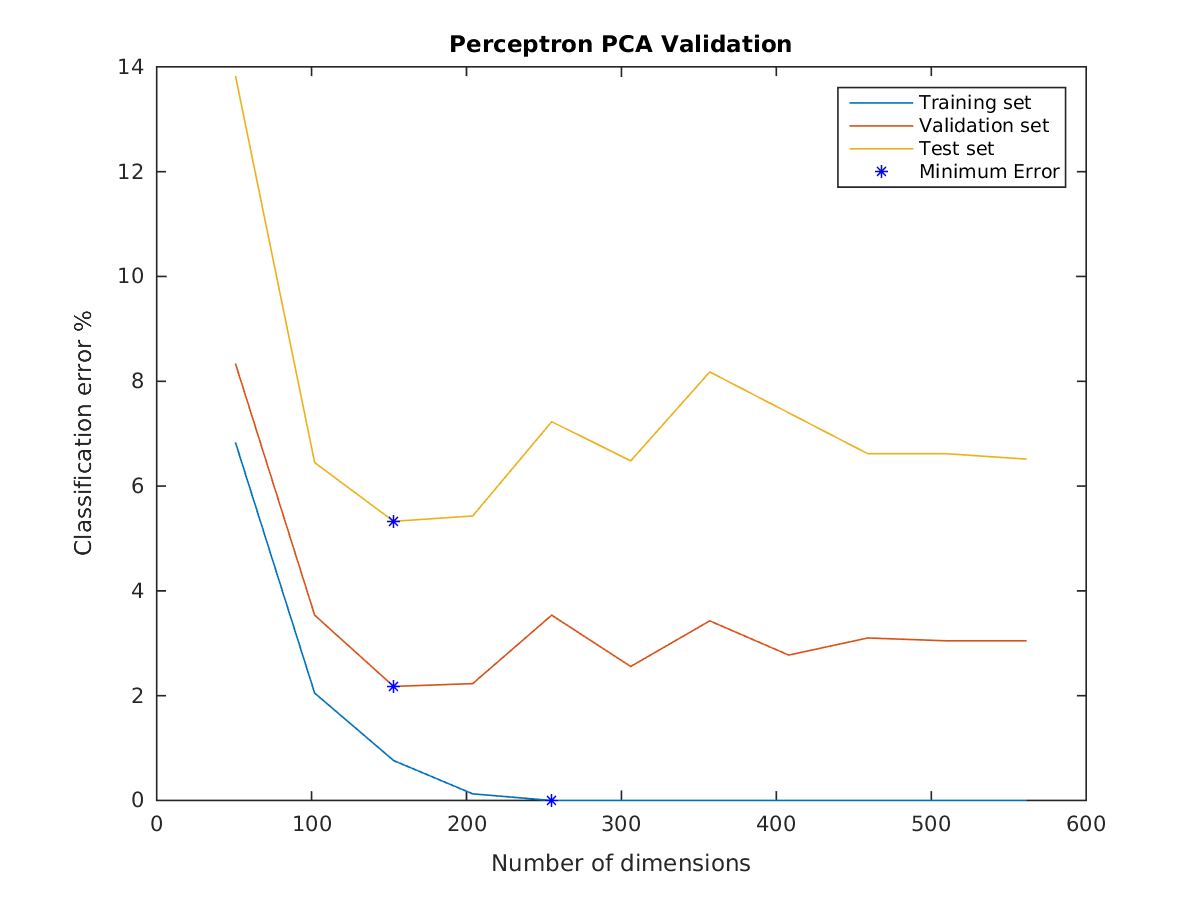 Perceptron PCA Validation
14
12
10
8
6
4
2
0
Classification error %
Training set
Validation set
Test set
Minimum Error
0 100 200 300 400 500 600
Number of dimensions